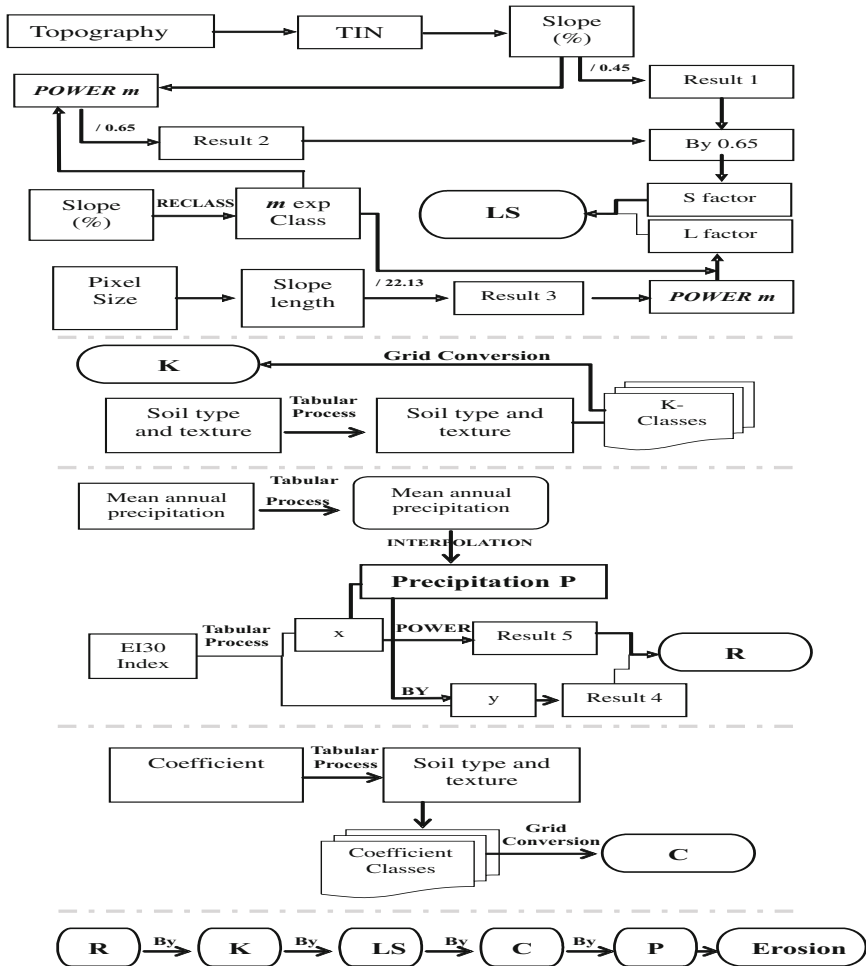 Topography
TIN
Slope
(%)
/ 0.45
Result 1
POWER m
/ 0.65
Result 2
By 0.65
Slope
(%)
RECLASS
m exp
Class
LS
S factor
L factor
Pixel
Size
Slope
length
/ 22.13
Result 3
POWER m
K
Grid Conversion
Soil type
and texture
Tabular
Process
Soil type and
texture
K-
Classes
Mean annual
precipitation
Tabular
Process
Mean annual
precipitation
INTERPOLATION
Precipitation P
EI30
Index
Tabular
Process
x
POWER
Result 5
R
BY
y
Result 4
Coefficient
Tabular
Process
Soil type and
texture
Coefficient
Classes
Grid
Conversion
C
R By K By LS By C By P Erosion